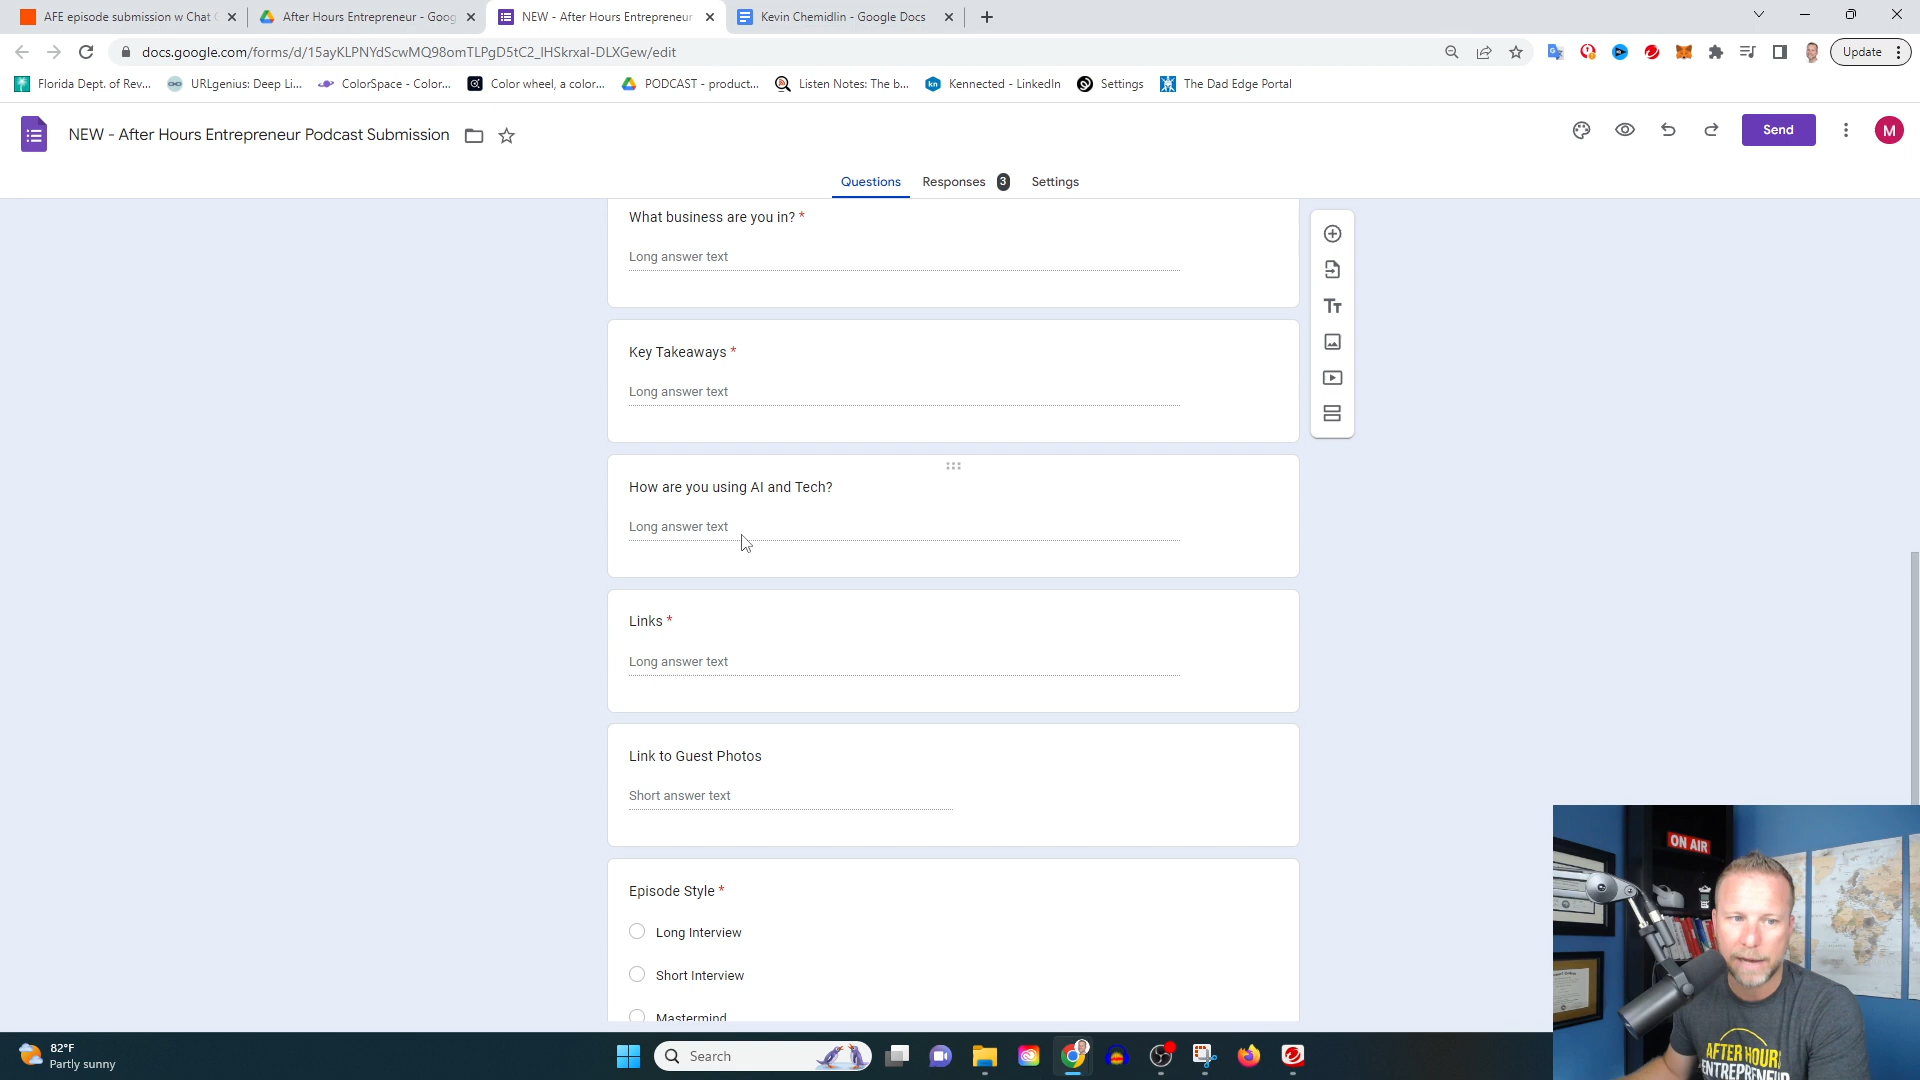 AFE episode submission w Chat
After Hours Entrepreneur - Goog
NEW - After Hours Entrepreneur
Kevin Chemidlin - Google Docs
docs.google.com/forms/d/15ayKLPNYdScwMQ98omTLPgD5tC2_IHSkrxal-DLXGew/edit
Update
Florida Dept. of Rev...
URLgenius: Deep Li...
ColorSpace - Color...
Color wheel, a color...
PODCAST - product...
Listen Notes: The b...
kn
Kennected - LinkedIn
Settings
The Dad Edge Portal
NEW - After Hours Entrepreneur Podcast Submission
Send
M
Questions
Responses 3
Settings
What business are you in? *
Long answer text
Key Takeaways *
Long answer text
How are you using AI and Tech?
Long answer text
Links *
Long answer text
Link to Guest Photos
Short answer text
Episode Style *
Long Interview
Short Interview
Mastermind
Tт
ON AIR
AFTER HOURS
ENTREPRENEUR
82°F
Partly sunny
Search